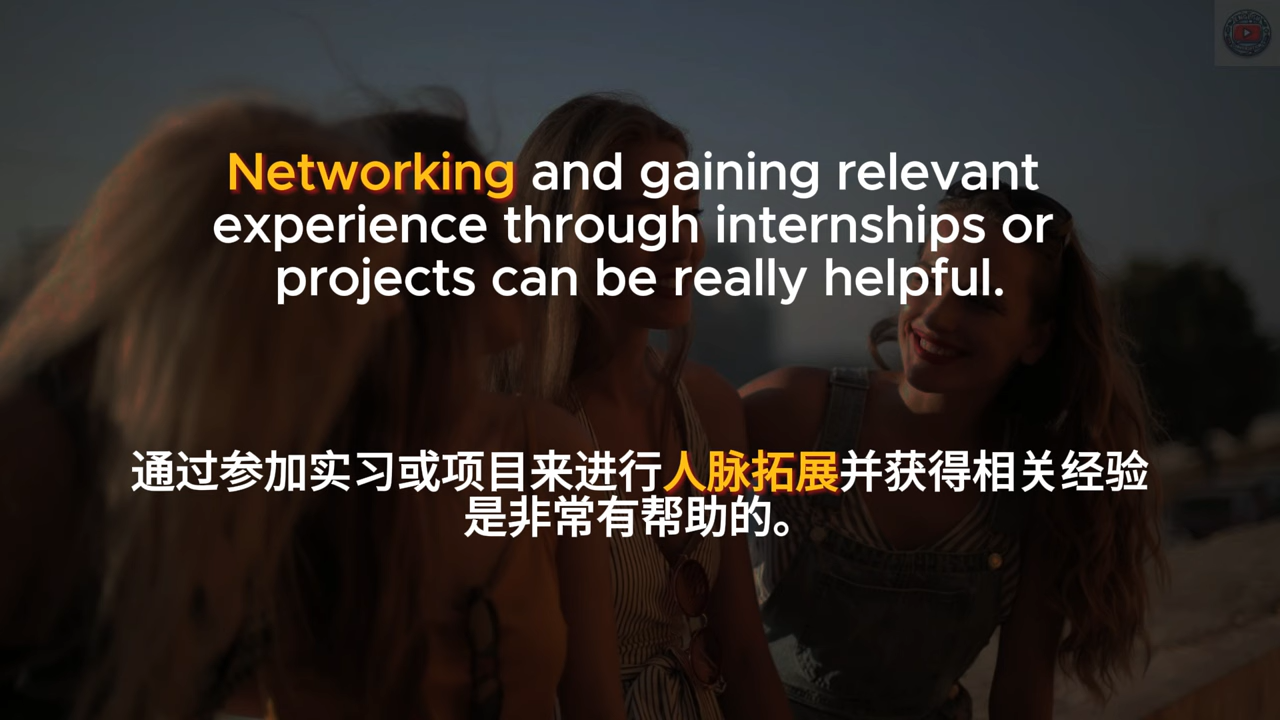 Networking and gaining relevant
experience through internships or
projects can be really helpful.
通过参加实习或项目来进行人脉拓展并获得相关经验
是非常有帮助的。